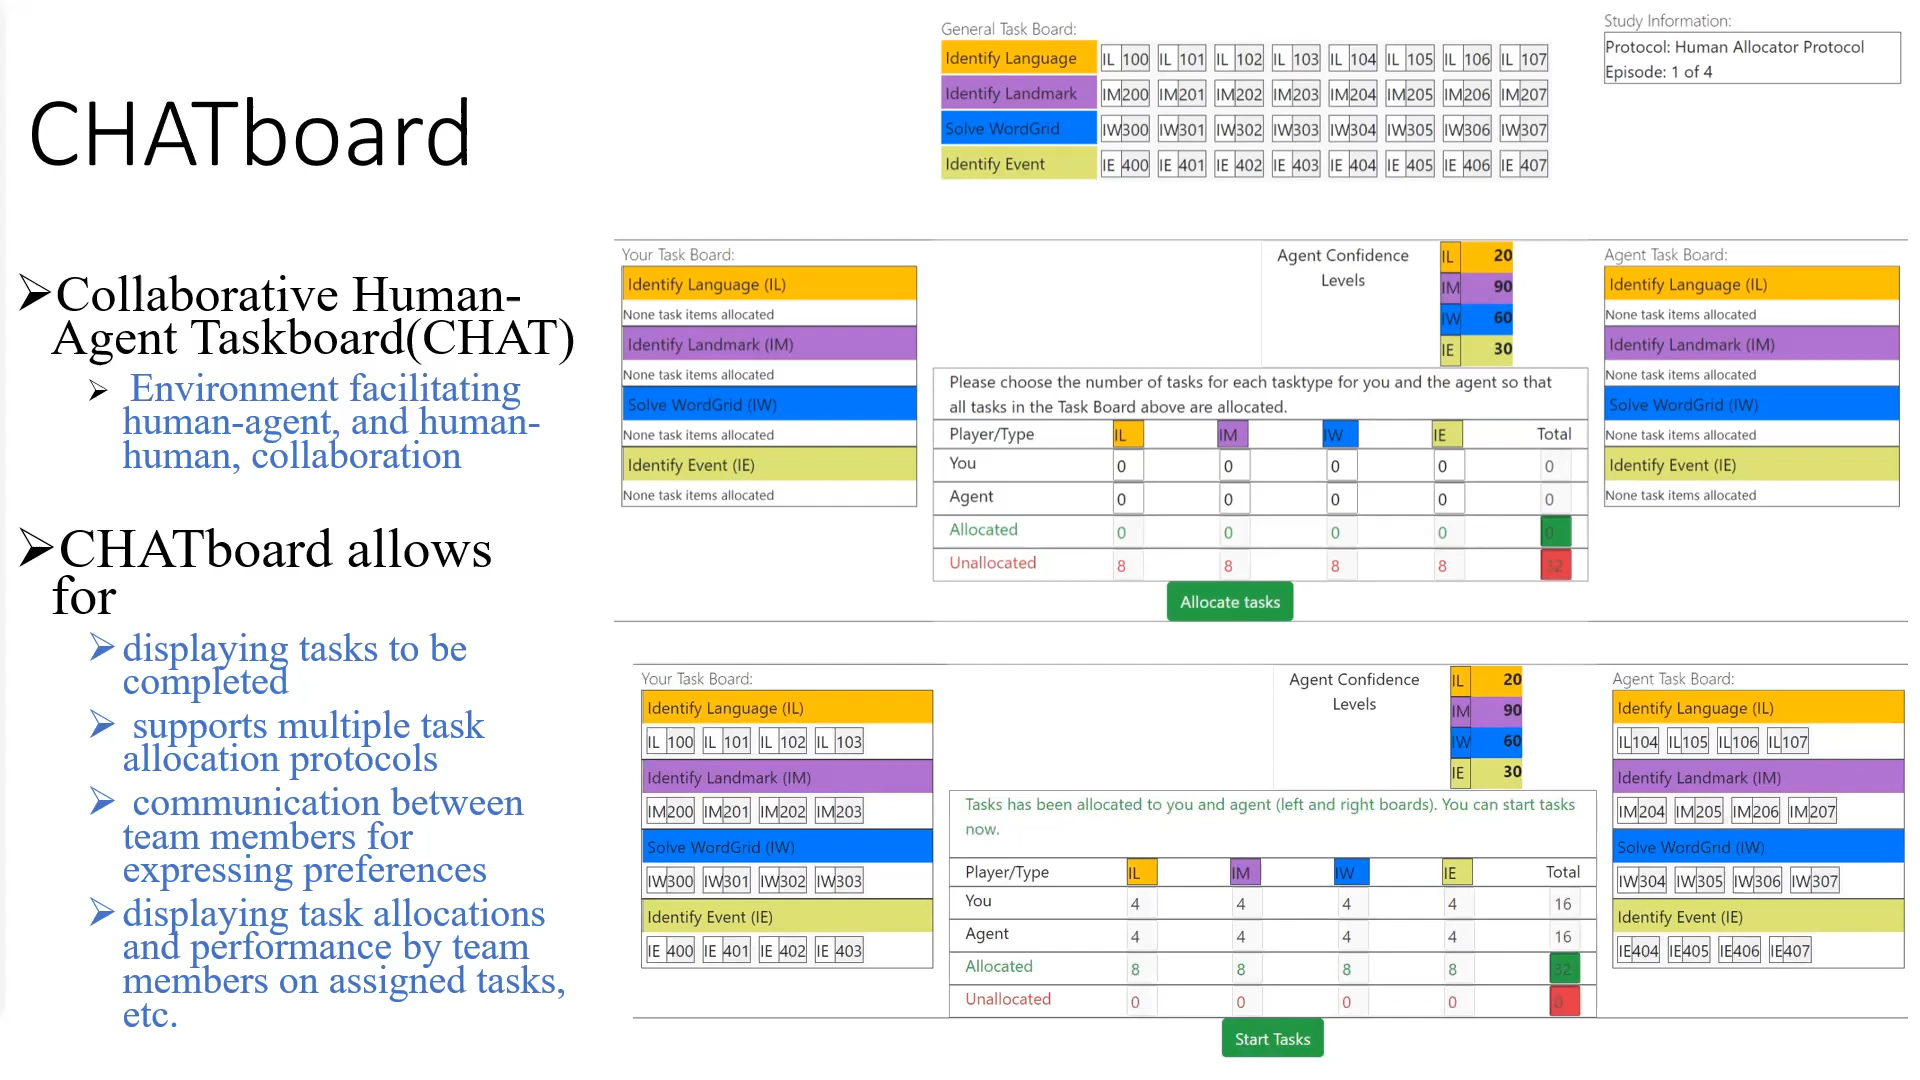 CHATboard
➢Collaborative Human-
Agent Taskboard(CHAT)
➢ Environment facilitating
human-agent, and human-
human, collaboration
➢CHATboard allows
for
➢displaying tasks to be
completed
➢ supports multiple task
allocation protocols
➢ communication between
team members for
expressing preferences
➢displaying task allocations
and performance by team
members on assigned tasks,
etc.
General Task Board:
Identify Language IL 100 IL 101 IL 102 IL 103 IL 104 IL 105 IL 106 IL 107
Identify Landmark IM200 IM201 IM202 IM203 IM204 IM205 IM206 IM207
Solve WordGrid IW300 IW301 IW302 IW303 IW304 IW305 IW306 IW307
Identify Event IE 400 IE 401 IE 402 IE 403 IE 404 IE 405 IE 406 IE 407
Study Information:
Protocol: Human Allocator Protocol
Episode: 1 of 4
Your Task Board:
Identify Language (IL)
None task items allocated
Identify Landmark (IM)
None task items allocated
Solve WordGrid (IW)
None task items allocated
Identify Event (IE)
None task items allocated
Agent Confidence
Levels
IL 20
IM 90
IW 60
IE 30
Please choose the number of tasks for each tasktype for you and the agent so that
all tasks in the Task Board above are allocated.
Player/Type IL IM IW IE Total
You 0 0 0 0 0
Agent 0 0 0 0 0
Allocated 0 0 0 0 0
Unallocated 8 8 8 8 32
Allocate tasks
Agent Task Board:
Identify Language (IL)
None task items allocated
Identify Landmark (IM)
None task items allocated
Solve WordGrid (IW)
None task items allocated
Identify Event (IE)
None task items allocated
Your Task Board:
Identify Language (IL)
IL 100 IL 101 IL 102 IL 103
Identify Landmark (IM)
IM200 IM201 IM202 IM203
Solve WordGrid (IW)
IW300 IW301 IW302 IW303
Identify Event (IE)
IE 400 IE 401 IE 402 IE 403
Agent Confidence
Levels
IL 20
IM 90
IW 60
IE 30
Tasks has been allocated to you and agent (left and right boards). You can start tasks
now.
Player/Type IL IM IW IE Total
You 4 4 4 4 16
Agent 4 4 4 4 16
Allocated 8 8 8 8 32
Unallocated 0 0 0 0 0
Start Tasks
Agent Task Board:
Identify Language (IL)
IL104 IL105 IL106 IL107
Identify Landmark (IM)
IM204 IM205 IM206 IM207
Solve WordGrid (IW)
IW304 IW305 IW306 IW307
Identify Event (IE)
IE404 IE405 IE406 IE407